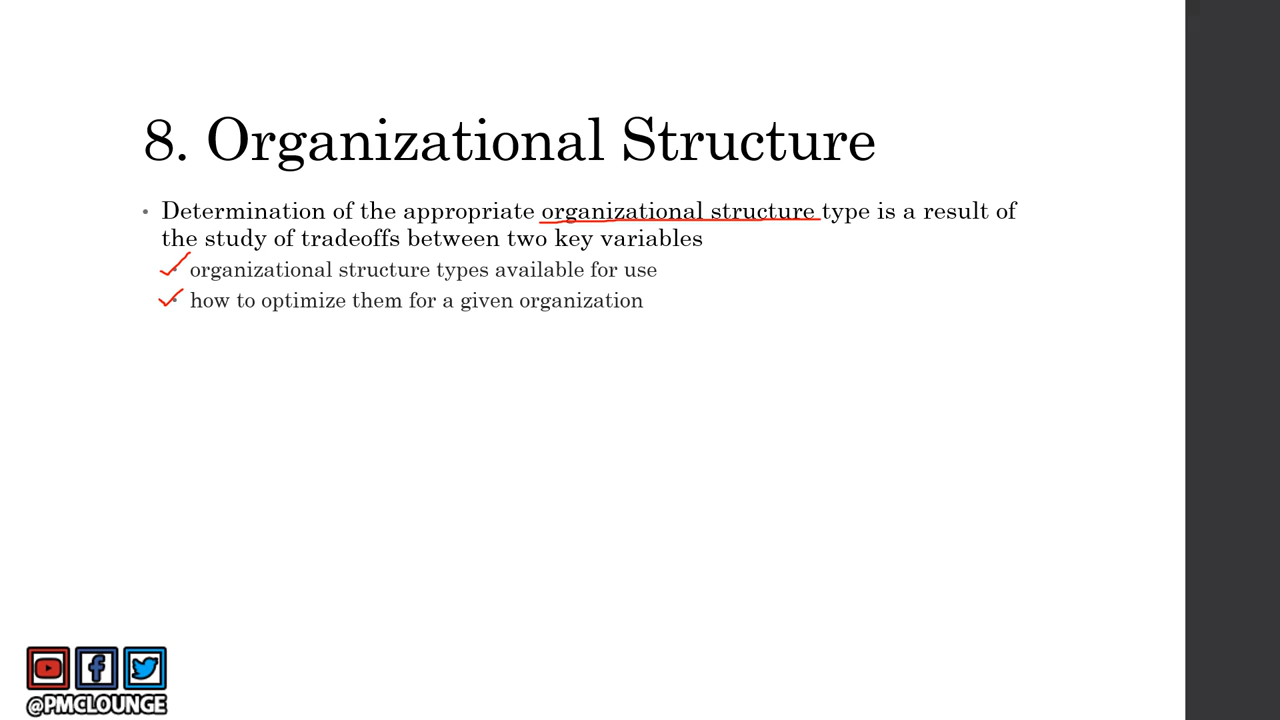 8. Organizational Structure
• Determination of the appropriate organizational structure type is a result of
the study of tradeoffs between two key variables
• organizational structure types available for use
• how to optimize them for a given organization
@PMCLOUNGE